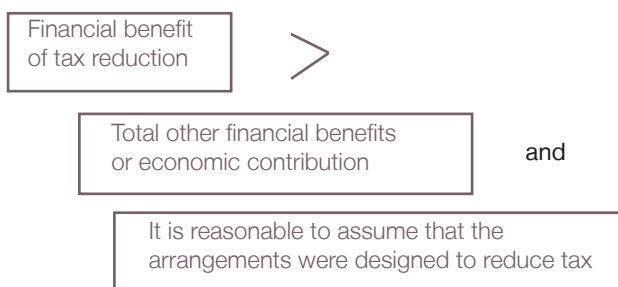 Financial benefit
of tax reduction
>
Total other financial benefits
or economic contribution
and
It is reasonable to assume that the
arrangements were designed to reduce tax